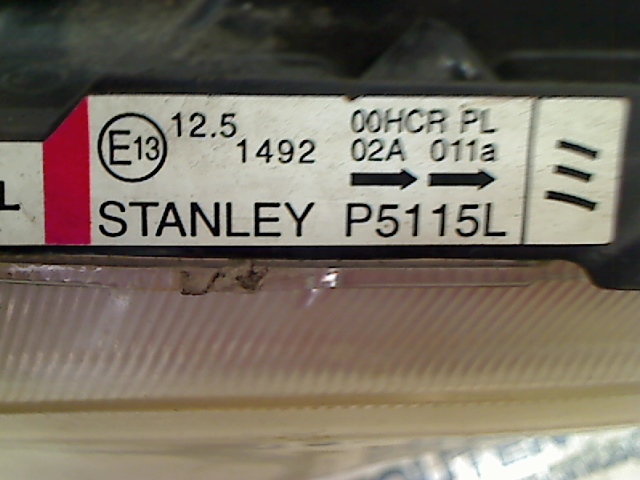 E13 12.5 00HCR PL
1492 02A 011a
STANLEY P5115L
L